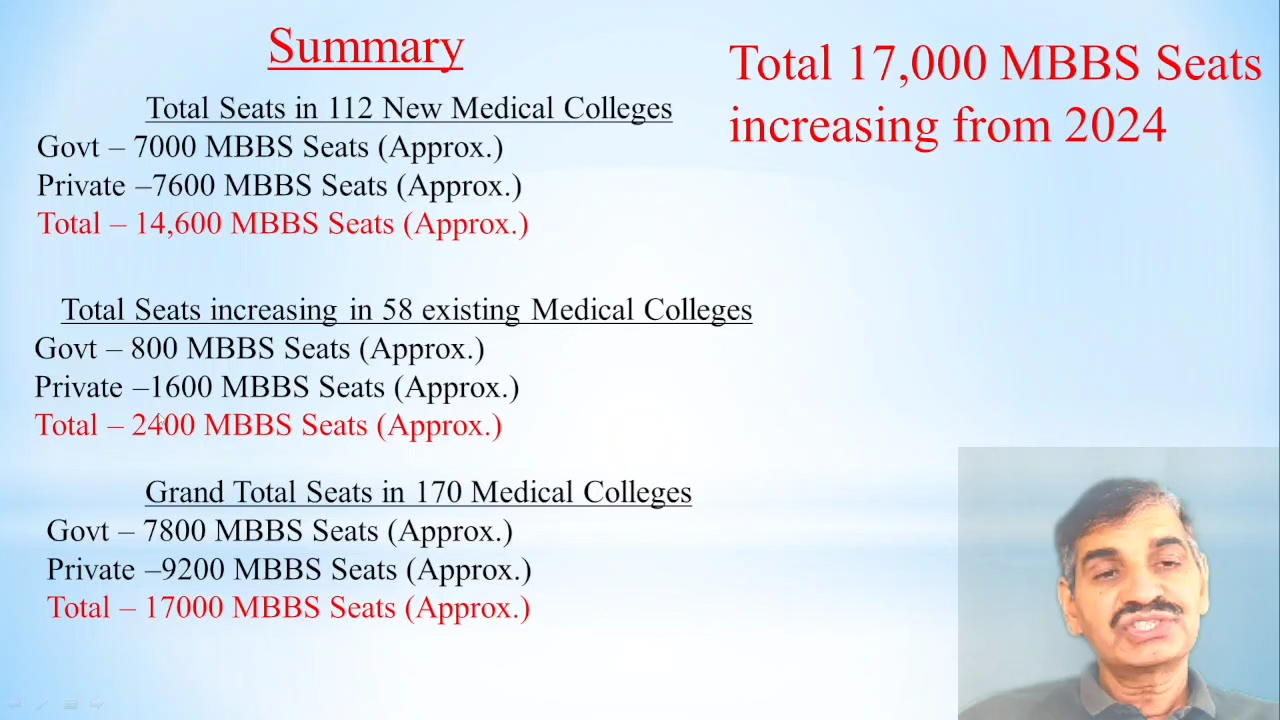 Summary
Total 17,000 MBBS Seats
increasing from 2024
Total Seats in 112 New Medical Colleges
Govt – 7000 MBBS Seats (Approx.)
Private –7600 MBBS Seats (Approx.)
Total – 14,600 MBBS Seats (Approx.)
Total Seats increasing in 58 existing Medical Colleges
Govt – 800 MBBS Seats (Approx.)
Private –1600 MBBS Seats (Approx.)
Total – 2400 MBBS Seats (Approx.)
Grand Total Seats in 170 Medical Colleges
Govt – 7800 MBBS Seats (Approx.)
Private –9200 MBBS Seats (Approx.)
Total – 17000 MBBS Seats (Approx.)